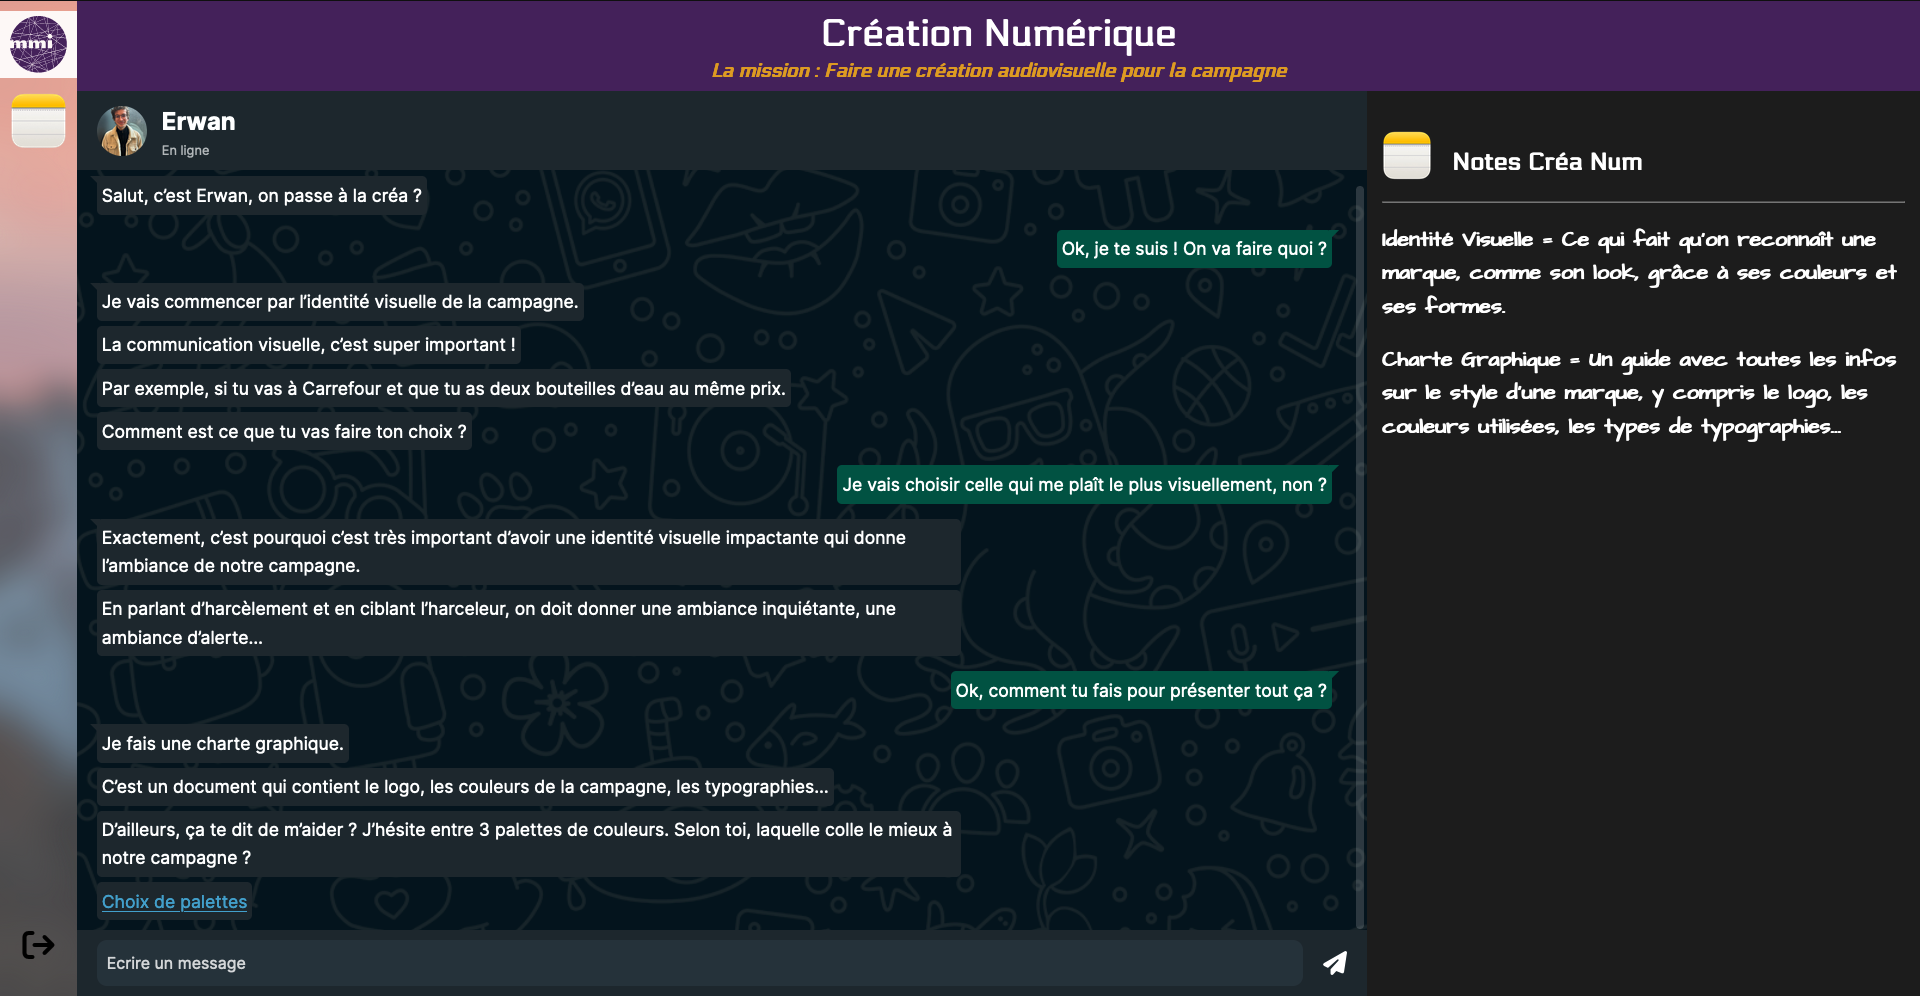 mmi
Création Numérique
La mission : Faire une création audiovisuelle pour la campagne
Erwan
En ligne
Salut, c’est Erwan, on passe à la créa ?
Ok, je te suis ! On va faire quoi ?
Je vais commencer par l’identité visuelle de la campagne.
La communication visuelle, c’est super important !
Par exemple, si tu vas à Carrefour et que tu as deux bouteilles d’eau au même prix.
Comment est ce que tu vas faire ton choix ?
Je vais choisir celle qui me plaît le plus visuellement, non ?
Exactement, c’est pourquoi c’est très important d’avoir une identité visuelle impactante qui donne
l’ambiance de notre campagne.
En parlant d’harcèlement et en ciblant l’harceleur, on doit donner une ambiance inquiétante, une
ambiance d’alerte...
Ok, comment tu fais pour présenter tout ça ?
Je fais une charte graphique.
C’est un document qui contient le logo, les couleurs de la campagne, les typographies...
D’ailleurs, ça te dit de m’aider ? J’hésite entre 3 palettes de couleurs. Selon toi, laquelle colle le mieux à
notre campagne ?
Choix de palettes
Ecrire un message
Notes Créa Num
Identité Visuelle = Ce qui fait qu'on reconnaît une
marque, comme son look, grâce à ses couleurs et
ses formes.
Charte Graphique = Un guide avec toutes les infos
sur le style d'une marque, y compris le logo, les
couleurs utilisées, les types de typographies...